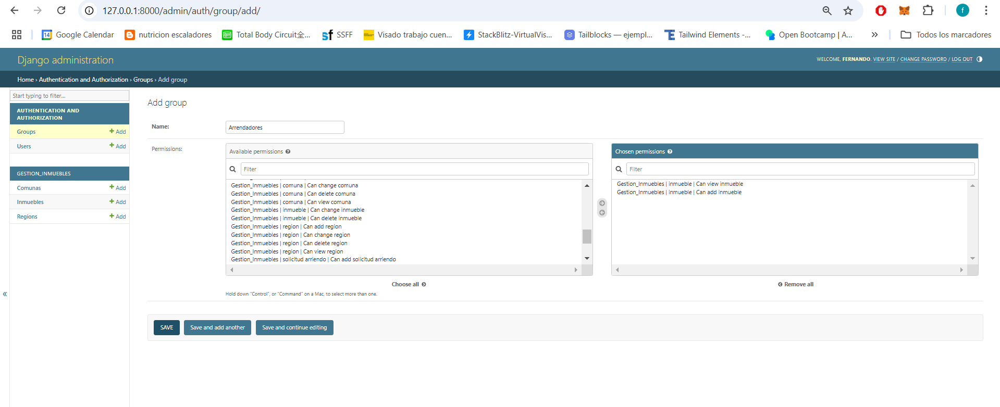 127.0.0.1:8000/admin/auth/group/add/
f
14 Google Calendar
nutricion escaladores
Total Body Circuit全...
sf SSFF
Visado trabajo cuen...
StackBlitz-VirtualVis...
Tailblocks — ejempl...
TE Tailwind Elements -...
Open Bootcamp | A...
Todos los marcadores
Django administration
WELCOME, FERNANDO. VIEW SITE / CHANGE PASSWORD / LOG OUT
Home › Authentication and Authorization › Groups › Add group
Start typing to filter...
AUTHENTICATION AND
AUTHORIZATION
Groups + Add
Users + Add
GESTION_INMUEBLES
Comunas + Add
Inmuebles + Add
Regions + Add
«
Add group
Name: Arrendadores
Permissions:
Available permissions ?
Filter
Gestion_Inmuebles | comuna | Can change comuna
Gestion_Inmuebles | comuna | Can delete comuna
Gestion_Inmuebles | comuna | Can view comuna
Gestion_Inmuebles | inmueble | Can change inmueble
Gestion_Inmuebles | inmueble | Can delete inmueble
Gestion_Inmuebles | region | Can add region
Gestion_Inmuebles | region | Can change region
Gestion_Inmuebles | region | Can delete region
Gestion_Inmuebles | region | Can view region
Gestion_Inmuebles | solicitud arriendo | Can add solicitud arriendo
Choose all
Hold down “Control”, or “Command” on a Mac, to select more than one.
Chosen permissions ?
Filter
Gestion_Inmuebles | inmueble | Can view inmueble
Gestion_Inmuebles | inmueble | Can add inmueble
Remove all
SAVE
Save and add another
Save and continue editing